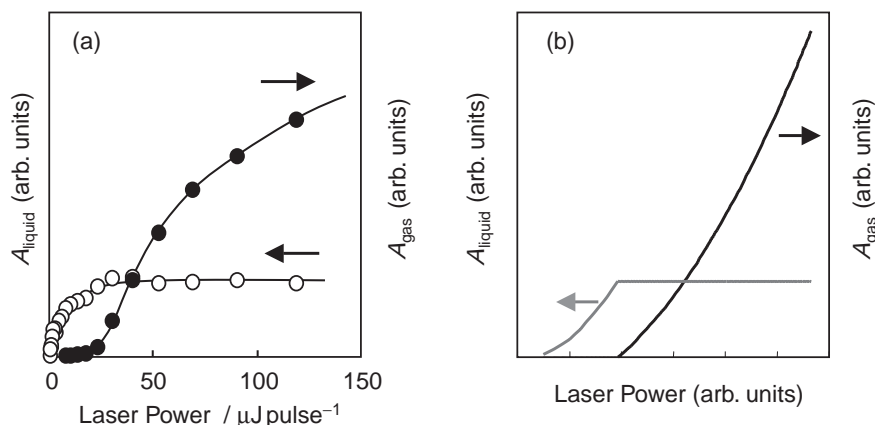 (a)
A_liquid (arb. units)
A_gas (arb. units)
0 50 100 150
Laser Power / μJ pulse⁻¹
(b)
A_liquid (arb. units)
A_gas (arb. units)
Laser Power (arb. units)